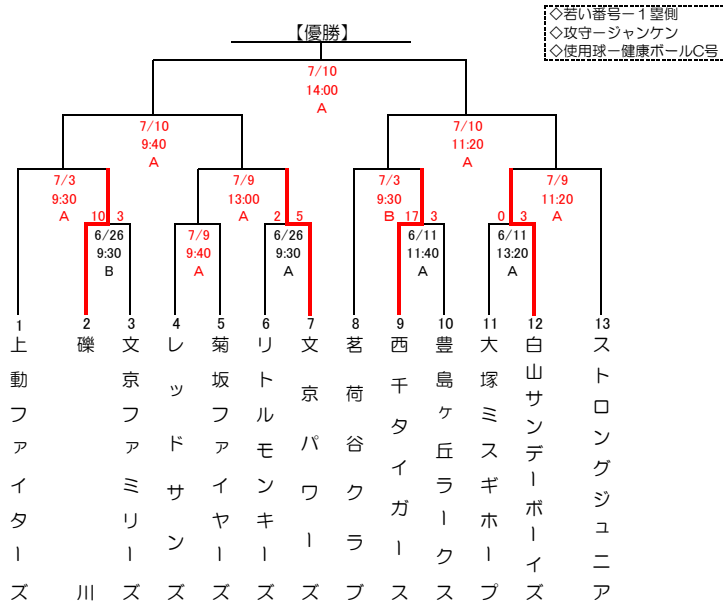 ◇若い番号－１塁側
◇攻守－ジャンケン
◇使用球－健康ボールC号
【優勝】
7/10
14:00
A
7/10
9:40
A
7/10
11:20
A
7/3
9:30
A
7/9
13:00
A
7/3
9:30
B
7/9
11:20
A
10 3
6/26
9:30
B
7/9
9:40
A
2 5
6/26
9:30
A
17 3
6/11
11:40
A
0 3
6/11
13:20
A
1
上動ファイターズ
2
礫川
3
文京ファミリーズ
4
レッドサンズ
5
菊坂ファイヤーズ
6
リトルモンキーズ
7
文京パワーズ
8
茗荷谷クラブ
9
西千タイガース
10
豊島ヶ丘ラークス
11
大塚ミスギホープ
12
白山サンデーボーイズ
13
ストロングジュニア